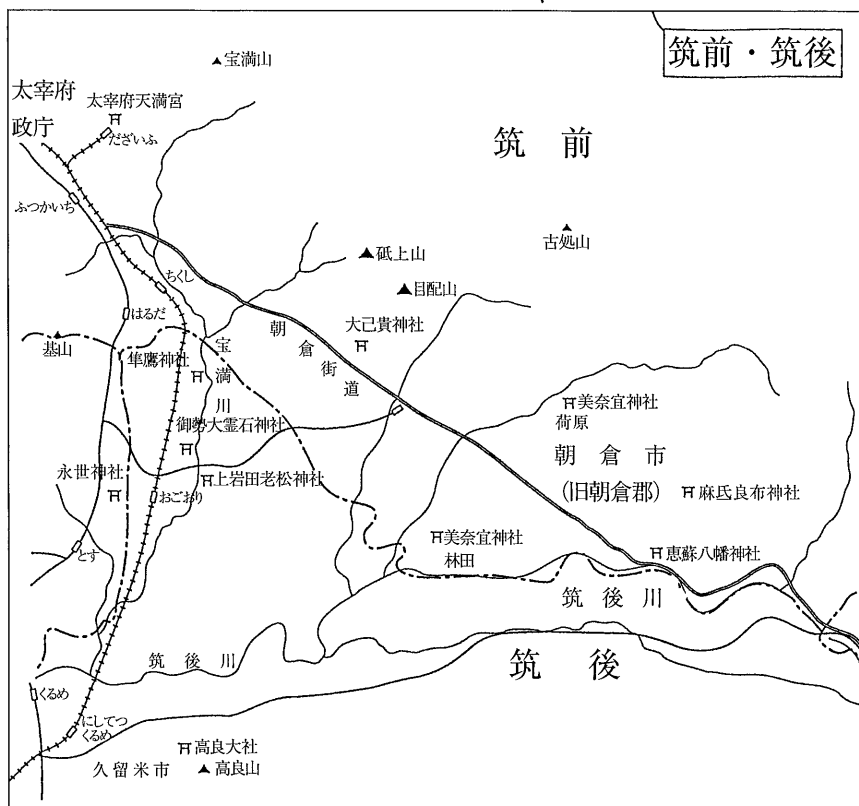 筑前・筑後
宝満山
太宰府
政庁
太宰府天満宮
だざいふ
筑前
ふつかいち
古処山
砥上山
ちくし
目配山
はるだ
大己貴神社
朝倉街道
基山
隼鷹神社
宝満川
美奈宜神社
荷原
御勢大霊石神社
朝倉市
(旧朝倉郡)
麻氐良布神社
永世神社
上岩田老松神社
おごおり
美奈宜神社
林田
恵蘇八幡神社
とす
筑後川
筑後川
筑後
くるめ
にしてつ
くるめ
高良大社
久留米市
高良山